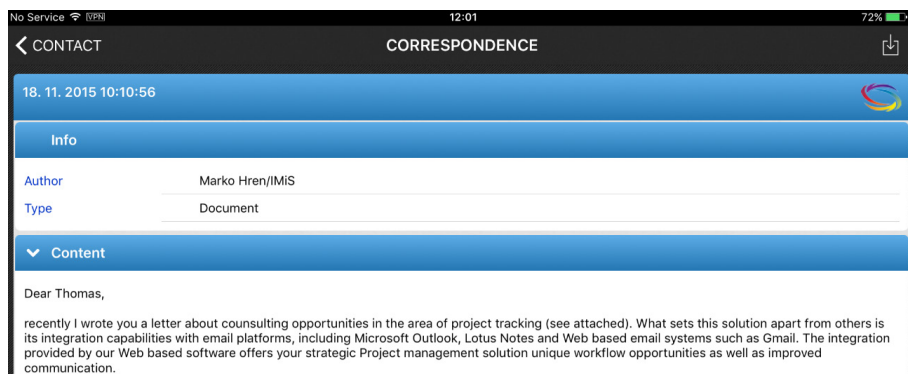 No Service VPN 12:01 72%
CONTACT CORRESPONDENCE
18. 11. 2015 10:10:56
Info
Author Marko Hren/IMiS
Type Document
Content
Dear Thomas,
recently I wrote you a letter about counsulting opportunities in the area of project tracking (see attached). What sets this solution apart from others is
its integration capabilities with email platforms, including Microsoft Outlook, Lotus Notes and Web based email systems such as Gmail. The integration
provided by our Web based software offers your strategic Project management solution unique workflow opportunities as well as improved
communication.